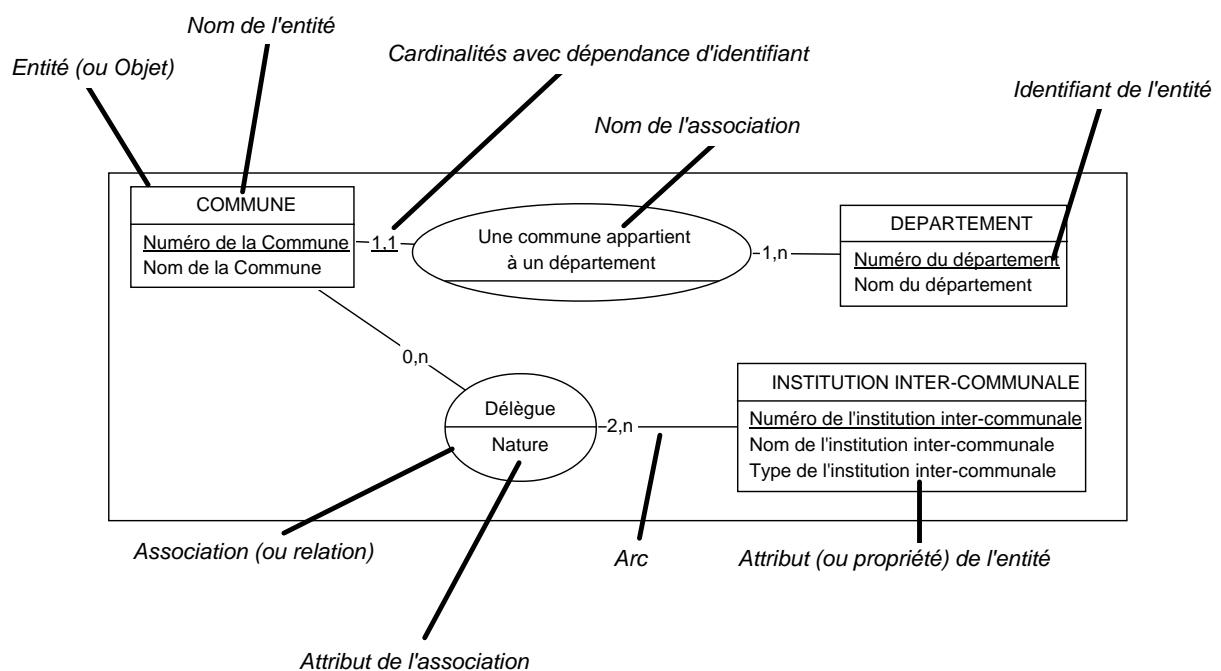 Nom de l'entité
Cardinalités avec dépendance d'identifiant
Entité (ou Objet)
Identifiant de l'entité
Nom de l'association
COMMUNE
Numéro de la Commune
Nom de la Commune
1,1
Une commune appartient
à un département
1,n
DEPARTEMENT
Numéro du département
Nom du département
0,n
Délègue
Nature
2,n
INSTITUTION INTER-COMMUNALE
Numéro de l'institution inter-communale
Nom de l'institution inter-communale
Type de l'institution inter-communale
Association (ou relation)
Arc
Attribut (ou propriété) de l'entité
Attribut de l'association